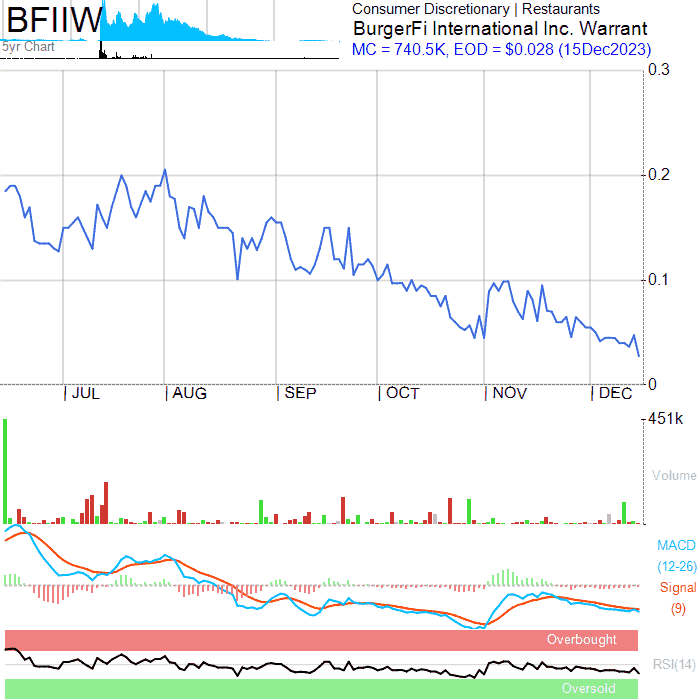 BFIIW
5yr Chart
Consumer Discretionary | Restaurants
BurgerFi International Inc. Warrant
MC = 740.5K, EOD = $0.028 (15Dec2023)
0.3
0.2
0.1
0
| JUL | AUG | SEP | OCT | NOV | DEC
451k
Volume
MACD
(12-26)
Signal
(9)
Overbought
RSI(14)
Oversold